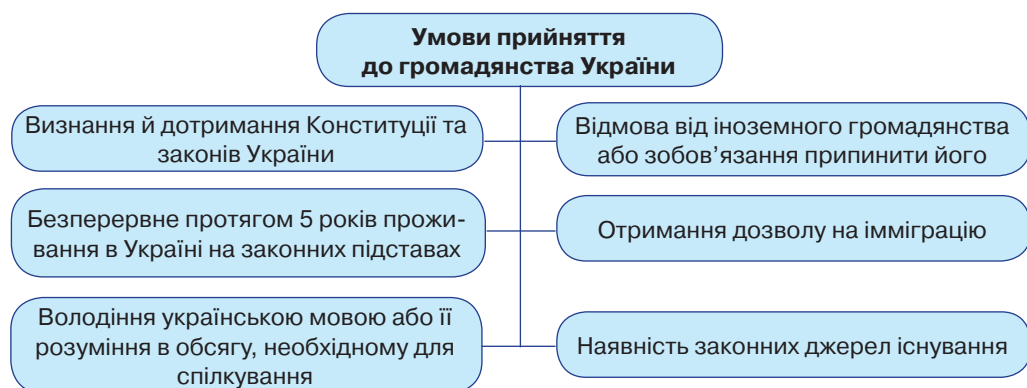 Умови прийняття
до громадянства України
Визнання й дотримання Конституції та
законів України
Відмова від іноземного громадянства
або зобов’язання припинити його
Безперервне протягом 5 років прожи-
вання в Україні на законних підставах
Отримання дозволу на імміграцію
Володіння українською мовою або її
розуміння в обсягу, необхідному для
спілкування
Наявність законних джерел існування